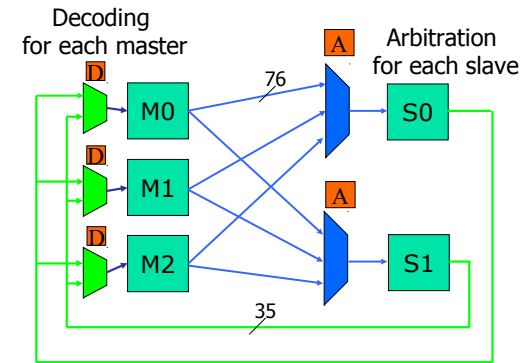 Decoding
for each master
Arbitration
for each slave
A
D
76
M0
S0
D
M1
A
D
M2
S1
35